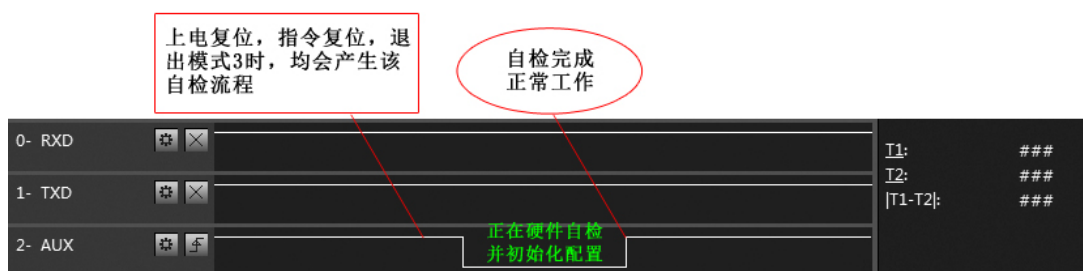 上电复位，指令复位，退
出模式3时，均会产生该
自检流程
自检完成
正常工作
0- RXD
T1: ###
T2: ###
1- TXD
|T1-T2|: ###
正在硬件自检
2- AUX
并初始化配置